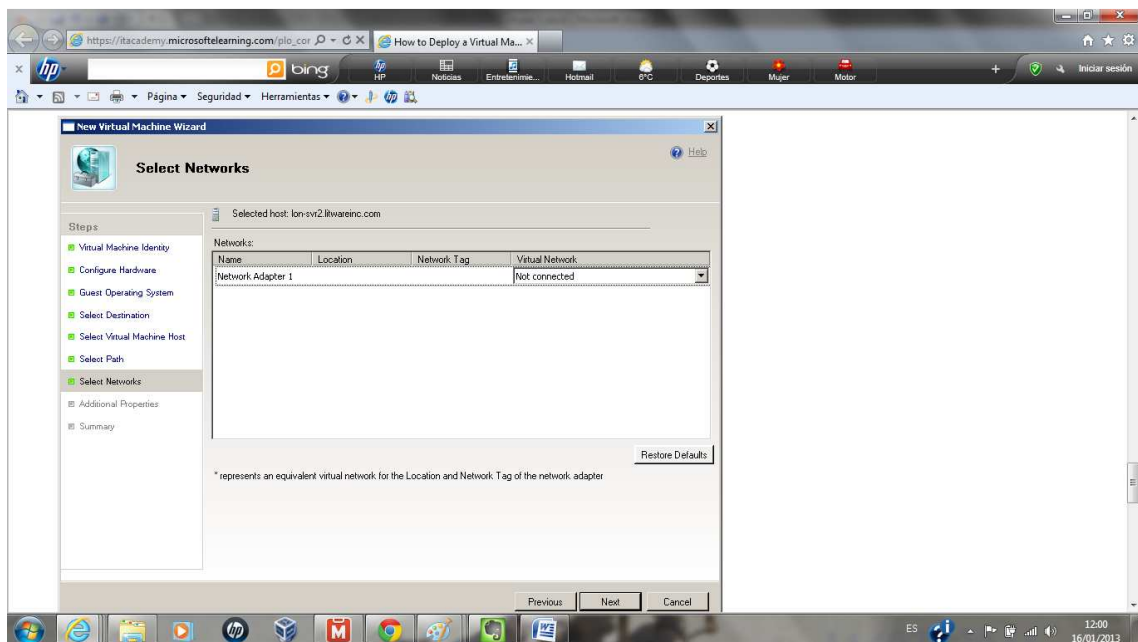 https://itacademy.microsoftelearning.com/plo_cor
How to Deploy a Virtual Ma...
hp
bing
HP
Noticias
Entretenimie...
Hotmail
6°C
Deportes
Mujer
Motor
Iniciar sesión
Página
Seguridad
Herramientas
New Virtual Machine Wizard
Select Networks
Help
Steps
Virtual Machine Identity
Configure Hardware
Guest Operating System
Select Destination
Select Virtual Machine Host
Select Path
Select Networks
Additional Properties
Summary
Selected host: lon-svr2.litwareinc.com
Networks:
Name Location Network Tag Virtual Network
Network Adapter 1 Not connected
Restore Defaults
* represents an equivalent virtual network for the Location and Network Tag of the network adapter
Previous Next Cancel
ES
12:00
16/01/2013